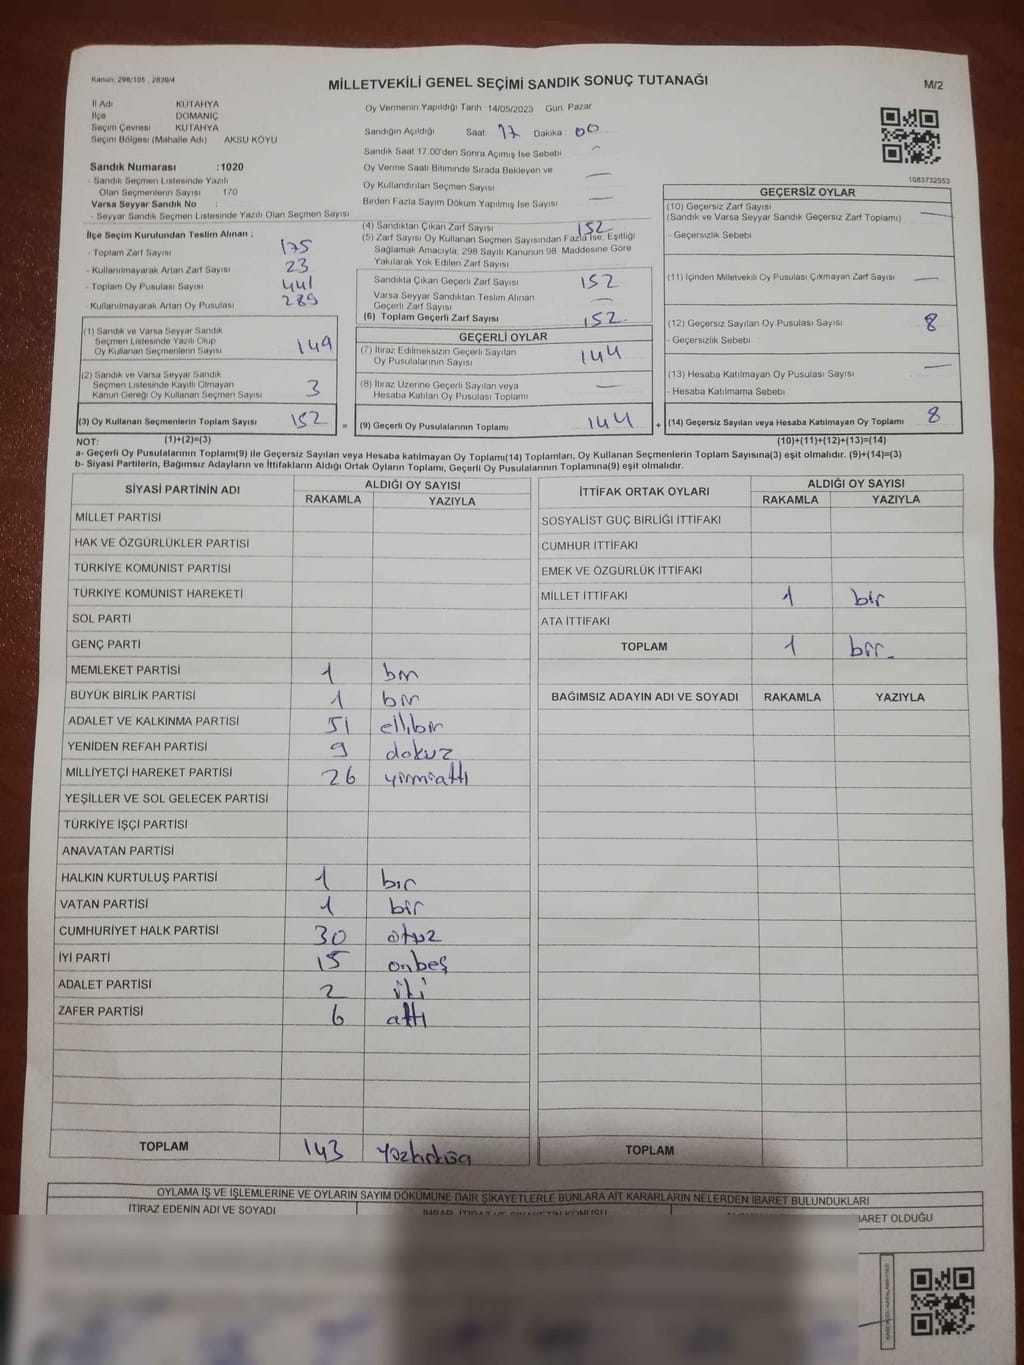 Kanun, 298/105 , 2839/4
MİLLETVEKİLİ GENEL SEÇİMİ SANDIK SONUÇ TUTANAĞI
M/2
İl Adı KÜTAHYA
İlçe DOMANİÇ
Seçim Çevresi KÜTAHYA
Seçim Bölgesi (Mahalle Adı) AKSU KÖYÜ
Oy Vermenin Yapıldığı Tarih 14/05/2023 Gün Pazar
Sandığın Açıldığı Saat 17 Dakika 00
Sandık Saat 17.00'den Sonra Açımış İse Sebebi —
Oy Verme Saati Bitiminde Sırada Bekleyen ve
Oy Kullandırılan Seçmen Sayısı —
Birden Fazla Sayım Döküm Yapılmış İse Sayısı —
1083732553
Sandık Numarası :1020
- Sandık Seçmen Listesinde Yazılı
Olan Seçmenlerin Sayısı 170
Varsa Seyyar Sandık No :
- Seyyar Sandık Seçmen Listesinde Yazılı Olan Seçmen Sayısı
İlçe Seçim Kurulundan Teslim Alınan ;
- Toplam Zarf Sayısı 175
- Kullanılmayarak Artan Zarf Sayısı 23
- Toplam Oy Pusulası Sayısı 441
- Kullanılmayarak Artan Oy Pusulası 289
(1) Sandık ve Varsa Seyyar Sandık
Seçmen Listesinde Yazılı Olup
Oy Kullanan Seçmenlerin Sayısı 149
(2) Sandık ve Varsa Seyyar Sandık
Seçmen Listesinde Kayıtlı Olmayan
Kanun Gereği Oy Kullanan Seçmen Sayısı 3
(3) Oy Kullanan Seçmenlerin Toplam Sayısı 152 =
(4) Sandıktan Çıkan Zarf Sayısı 152
(5) Zarf Sayısı Oy Kullanan Seçmen Sayısından Fazla İse, Eşitliği
Sağlamak Amacıyla, 298 Sayılı Kanunun 98. Maddesine Göre
Yakılarak Yok Edilen Zarf Sayısı
Sandıkta Çıkan Geçerli Zarf Sayısı 152
Varsa Seyyar Sandıktan Teslim Alınan
Geçerli Zarf Sayısı —
(6) Toplam Geçerli Zarf Sayısı 152
GEÇERLİ OYLAR
(7) İtiraz Edilmeksizin Geçerli Sayılan
Oy Pusulalarının Sayısı 144
(8) İtiraz Üzerine Geçerli Sayılan veya
Hesaba Katılan Oy Pusulası Toplamı —
(9) Geçerli Oy Pusulalarının Toplamı 144 +
GEÇERSİZ OYLAR
(10) Geçersiz Zarf Sayısı
(Sandık ve Varsa Seyyar Sandık Geçersiz Zarf Toplamı) —
- Geçersizlik Sebebi
(11) İçinden Milletvekili Oy Pusulası Çıkmayan Zarf Sayısı —
(12) Geçersiz Sayılan Oy Pusulası Sayısı 8
- Geçersizlik Sebebi
(13) Hesaba Katılmayan Oy Pusulası Sayısı —
- Hesaba Katılmama Sebebi
(14) Geçersiz Sayılan veya Hesaba Katılmayan Oy Toplamı 8
NOT: (1)+(2)=(3) (10)+(11)+(12)+(13)=(14)
a- Geçerli Oy Pusulalarının Toplamı(9) ile Geçersiz Sayılan veya Hesaba katılmayan Oy Toplamı(14) Toplamları, Oy Kullanan Seçmenlerin Toplam Sayısına(3) eşit olmalıdır. (9)+(14)=(3)
b- Siyasi Partilerin, Bağımsız Adayların ve İttifakların Aldığı Ortak Oyların Toplamı, Geçerli Oy Pusulalarının Toplamına(9) eşit olmalıdır.
SİYASİ PARTİNİN ADI ALDIĞI OY SAYISI
RAKAMLA YAZIYLA
MİLLET PARTİSİ
HAK VE ÖZGÜRLÜKLER PARTİSİ
TÜRKİYE KOMÜNİST PARTİSİ
TÜRKİYE KOMÜNİST HAREKETİ
SOL PARTİ
GENÇ PARTİ
MEMLEKET PARTİSİ 1 bir
BÜYÜK BİRLİK PARTİSİ 1 bir
ADALET VE KALKINMA PARTİSİ 51 ellibir
YENİDEN REFAH PARTİSİ 9 dokuz
MİLLİYETÇİ HAREKET PARTİSİ 26 yirmialtı
YEŞİLLER VE SOL GELECEK PARTİSİ
TÜRKİYE İŞÇİ PARTİSİ
ANAVATAN PARTİSİ
HALKIN KURTULUŞ PARTİSİ 1 bir
VATAN PARTİSİ 1 bir
CUMHURİYET HALK PARTİSİ 30 otuz
İYİ PARTİ 15 onbeş
ADALET PARTİSİ 2 iki
ZAFER PARTİSİ 6 altı
TOPLAM 143 yüzkırküç
İTTİFAK ORTAK OYLARI ALDIĞI OY SAYISI
RAKAMLA YAZIYLA
SOSYALİST GÜÇ BİRLİĞİ İTTİFAKI
CUMHUR İTTİFAKI
EMEK VE ÖZGÜRLÜK İTTİFAKI
MİLLET İTTİFAKI 1 bir
ATA İTTİFAKI
TOPLAM 1 bir
BAĞIMSIZ ADAYIN ADI VE SOYADI RAKAMLA YAZIYLA
TOPLAM
OYLAMA İŞ VE İŞLEMLERİNE VE OYLARIN SAYIM DÖKÜMÜNE DAİR ŞİKAYETLERLE BUNLARA AİT KARARLARIN NELERDEN İBARET BULUNDUKLARI
İTİRAZ EDENİN ADI VE SOYADI
İBARET OLDUĞU